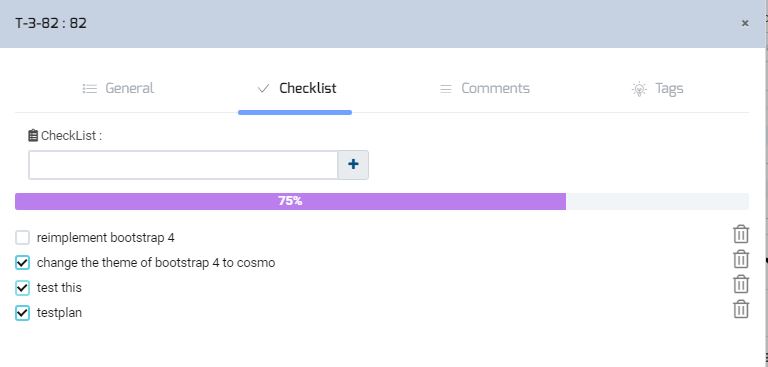 T-3-82 : 82
×
General
Checklist
Comments
Tags
CheckList :
+
75%
reimplement bootstrap 4
change the theme of bootstrap 4 to cosmo
test this
testplan